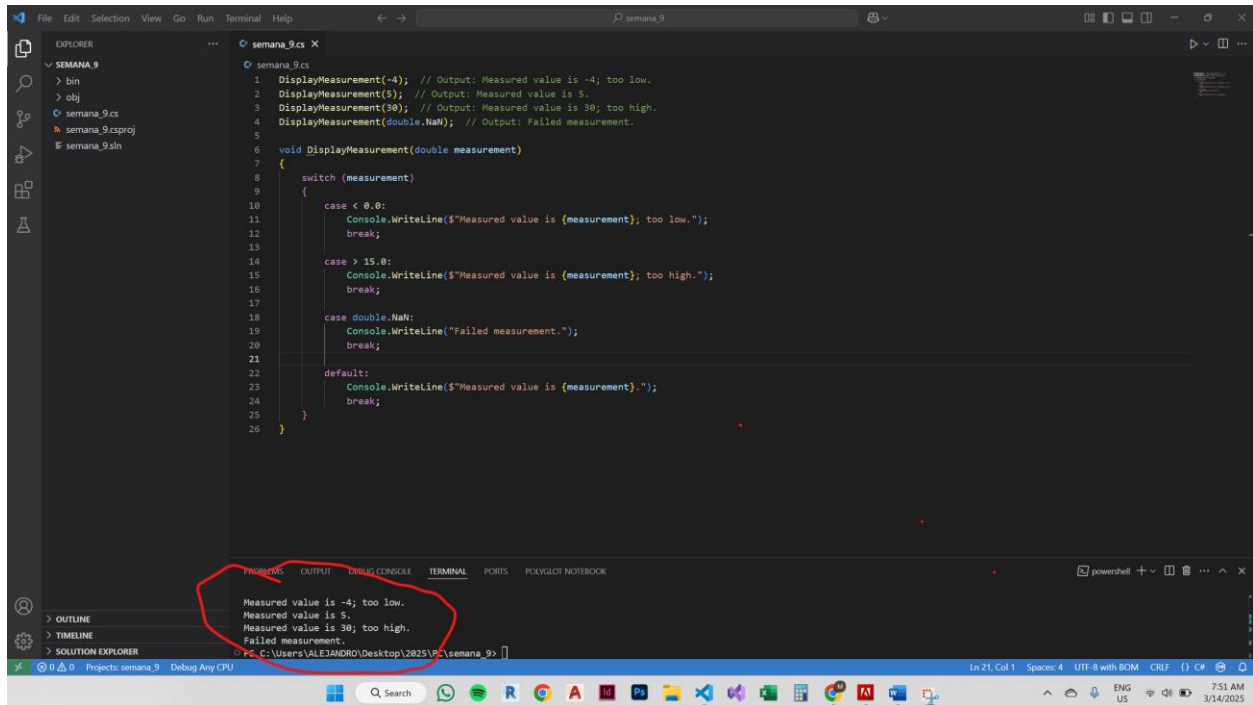 File Edit Selection View Go Run Terminal Help
semana_9
EXPLORER
SEMANA_9
bin
obj
semana_9.cs
semana_9.csproj
semana_9.sln
OUTLINE
TIMELINE
SOLUTION EXPLORER
semana_9.cs
semana_9.cs
1 DisplayMeasurement(-4); // Output: Measured value is -4; too low.
2 DisplayMeasurement(5); // Output: Measured value is 5.
3 DisplayMeasurement(30); // Output: Measured value is 30; too high.
4 DisplayMeasurement(double.NaN); // Output: Failed measurement.
5
6 void DisplayMeasurement(double measurement)
7 {
8 switch (measurement)
9 {
10 case < 0.0:
11 Console.WriteLine($"Measured value is {measurement}; too low.");
12 break;
13
14 case > 15.0:
15 Console.WriteLine($"Measured value is {measurement}; too high.");
16 break;
17
18 case double.NaN:
19 Console.WriteLine("Failed measurement.");
20 break;
21
22 default:
23 Console.WriteLine($"Measured value is {measurement}.");
24 break;
25 }
26 }
PROBLEMS OUTPUT DEBUG CONSOLE TERMINAL PORTS POLYGLOT NOTEBOOK
powershell
Measured value is -4; too low.
Measured value is 5.
Measured value is 30; too high.
Failed measurement.
PS C:\Users\ALEJANDRO\Desktop\2025\PC\semana_9>
0 0 0 Projects: semana_9 Debug Any CPU
Ln 21, Col 1 Spaces: 4 UTF-8 with BOM CRLF {} C#
Search
ENG
US
7:51 AM
3/14/2025